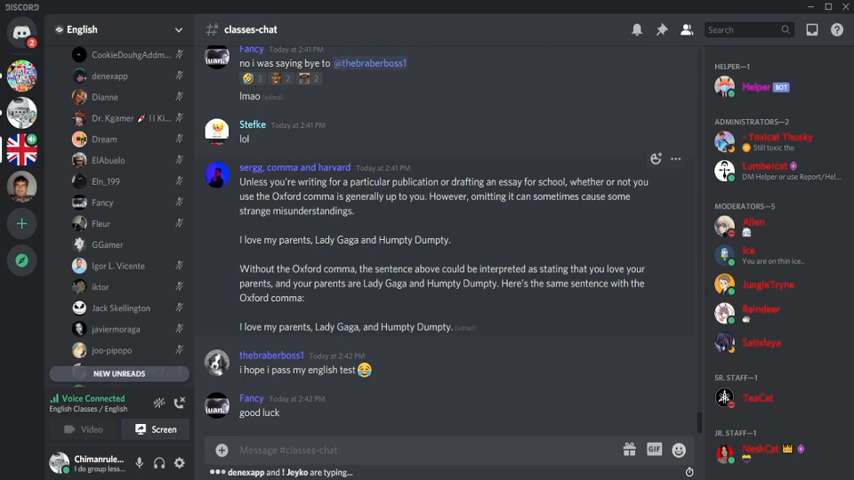 DISCORD
2
English
CookieDouhgAddm...
denexapp
Dianne
Dr. Kgamer 🚀 I I Ki...
Dream
ElAbuelo
Eln_199
Fancy
Fleur
GGamer
Igor L. Vicente
iktor
Jack Skellington
javiermoraga
joo-pipopo
NEW UNREADS
Voice Connected
English Classes / English
Video
Screen
Chimanrule...
I do group less...
classes-chat
Search
Fancy Today at 2:41 PM
no i was saying bye to @thebraberboss1
🤣 3 2 2
lmao (edited)
Stefke Today at 2:41 PM
lol
sergg, comma and harvard Today at 2:41 PM
Unless you're writing for a particular publication or drafting an essay for school, whether or not you
use the Oxford comma is generally up to you. However, omitting it can sometimes cause some
strange misunderstandings.
I love my parents, Lady Gaga and Humpty Dumpty.
Without the Oxford comma, the sentence above could be interpreted as stating that you love your
parents, and your parents are Lady Gaga and Humpty Dumpty. Here's the same sentence with the
Oxford comma:
I love my parents, Lady Gaga, and Humpty Dumpty. (edited)
thebraberboss1 Today at 2:42 PM
i hope i pass my english test 😂
Fancy Today at 2:42 PM
good luck
Message #classes-chat
GIF
denexapp and ! Jeyko are typing...
HELPER—1
Helper BOT
ADMINISTRATORS—2
- Toxicat Thusky
Still toxic tho
Lumbercat
DM Helper or use Report/Hel...
MODERATORS—5
Allen
Ice
You are on thin ice..
JungleTryne
Reindeer
Satisfaya
SR. STAFF—1
TeaCat
JR. STAFF—1
NeshCat